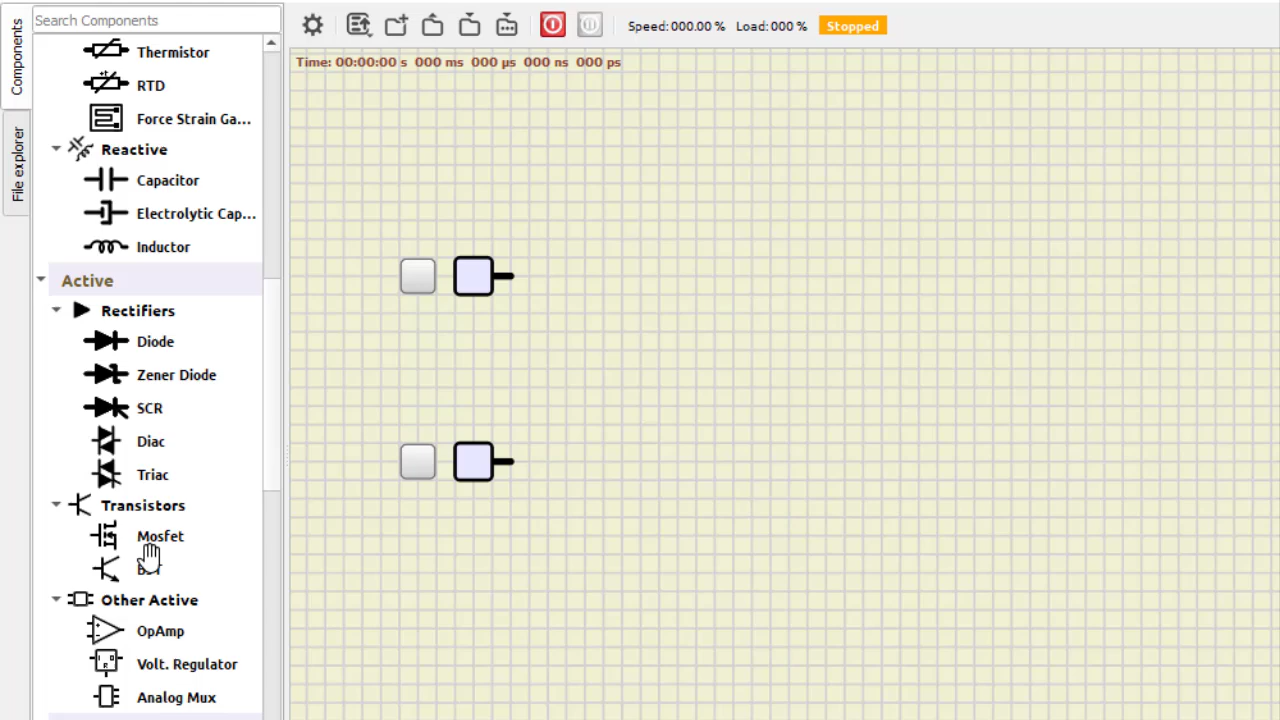 Components
File explorer
Search Components
Thermistor
RTD
Force Strain Ga...
Reactive
Capacitor
Electrolytic Cap...
Inductor
Active
Rectifiers
Diode
Zener Diode
SCR
Diac
Triac
Transistors
Mosfet
Other Active
OpAmp
Volt. Regulator
Analog Mux
Speed:000.00 % Load:000 % Stopped
Time: 00:00:00 s 000 ms 000 µs 000 ns 000 ps